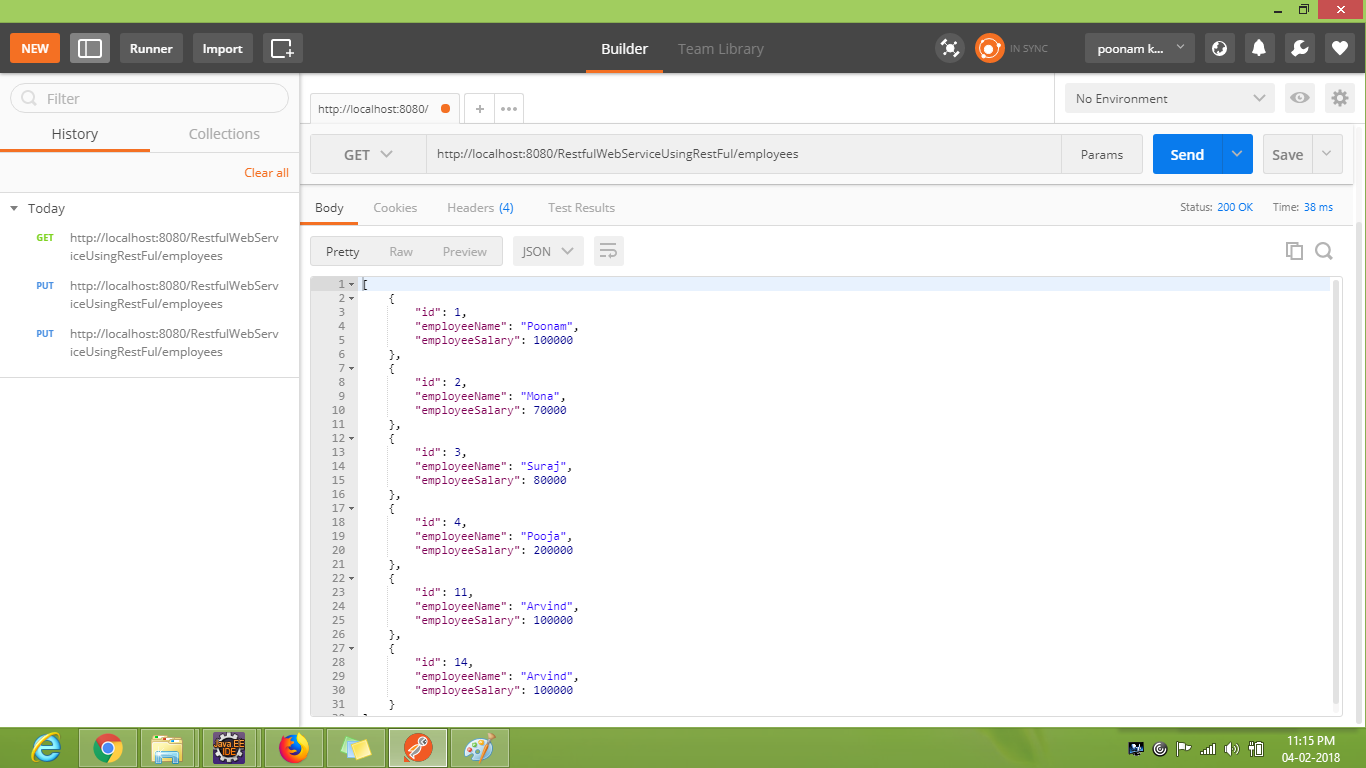 NEW
Runner
Import
Builder
Team Library
IN SYNC
poonam k...
Filter
History
Collections
Clear all
Today
GET http://localhost:8080/RestfulWebServ
iceUsingRestFul/employees
PUT http://localhost:8080/RestfulWebServ
iceUsingRestFul/employees
PUT http://localhost:8080/RestfulWebServ
iceUsingRestFul/employees
http://localhost:8080/
No Environment
GET
http://localhost:8080/RestfulWebServiceUsingRestFul/employees
Params
Send
Save
Body
Cookies
Headers (4)
Test Results
Status: 200 OK
Time: 38 ms
Pretty
Raw
Preview
JSON
1 [
2 {
3 "id": 1,
4 "employeeName": "Poonam",
5 "employeeSalary": 100000
6 },
7 {
8 "id": 2,
9 "employeeName": "Mona",
10 "employeeSalary": 70000
11 },
12 {
13 "id": 3,
14 "employeeName": "Suraj",
15 "employeeSalary": 80000
16 },
17 {
18 "id": 4,
19 "employeeName": "Pooja",
20 "employeeSalary": 200000
21 },
22 {
23 "id": 11,
24 "employeeName": "Arvind",
25 "employeeSalary": 100000
26 },
27 {
28 "id": 14,
29 "employeeName": "Arvind",
30 "employeeSalary": 100000
31 }
Java EE
IDE
11:15 PM
04-02-2018